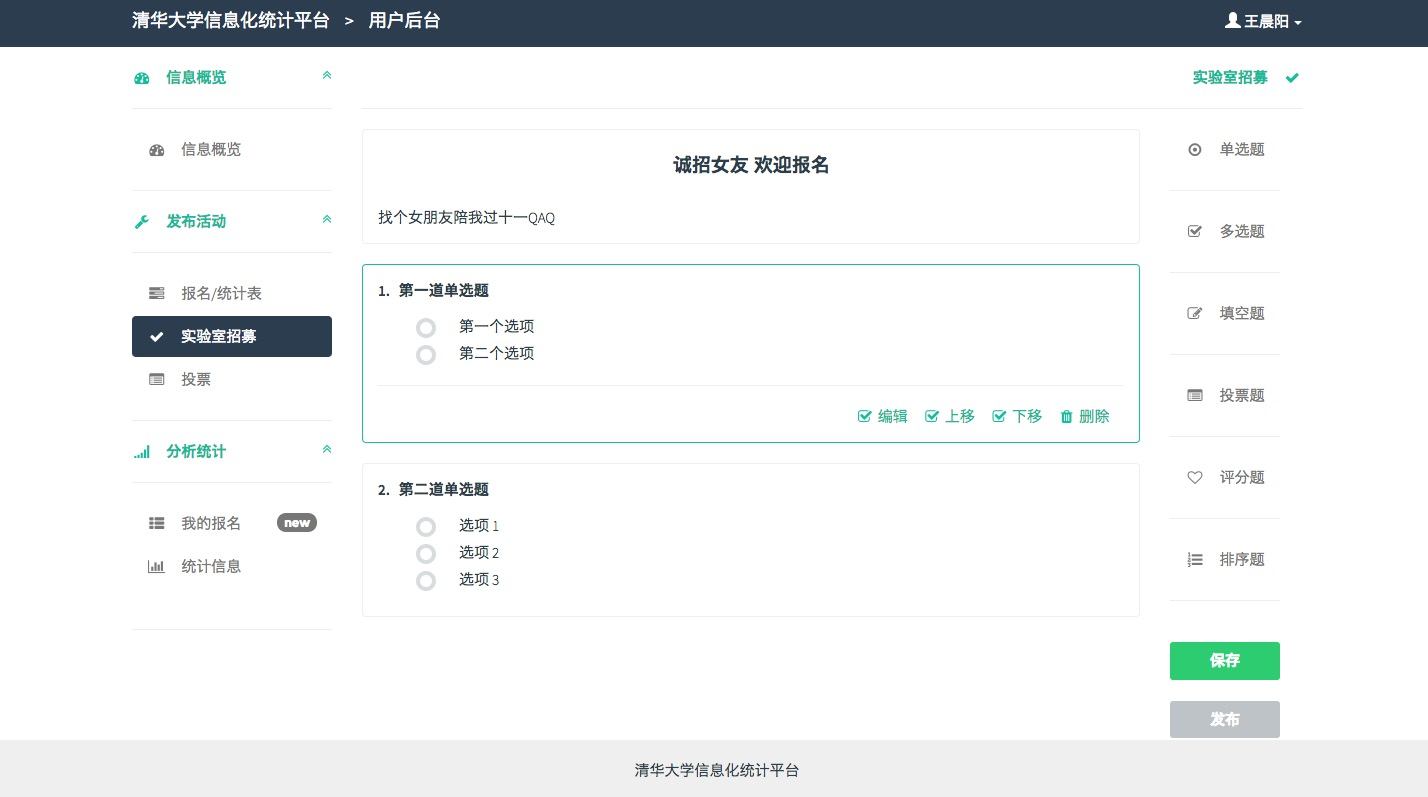 清华大学信息化统计平台 > 用户后台
王晨阳
信息概览
信息概览
发布活动
报名/统计表
实验室招募
投票
分析统计
我的报名 new
统计信息
实验室招募
诚招女友 欢迎报名
找个女朋友陪我过十一QAQ
1. 第一道单选题
第一个选项
第二个选项
编辑 上移 下移 删除
2. 第二道单选题
选项 1
选项 2
选项 3
单选题
多选题
填空题
投票题
评分题
排序题
保存
发布
清华大学信息化统计平台